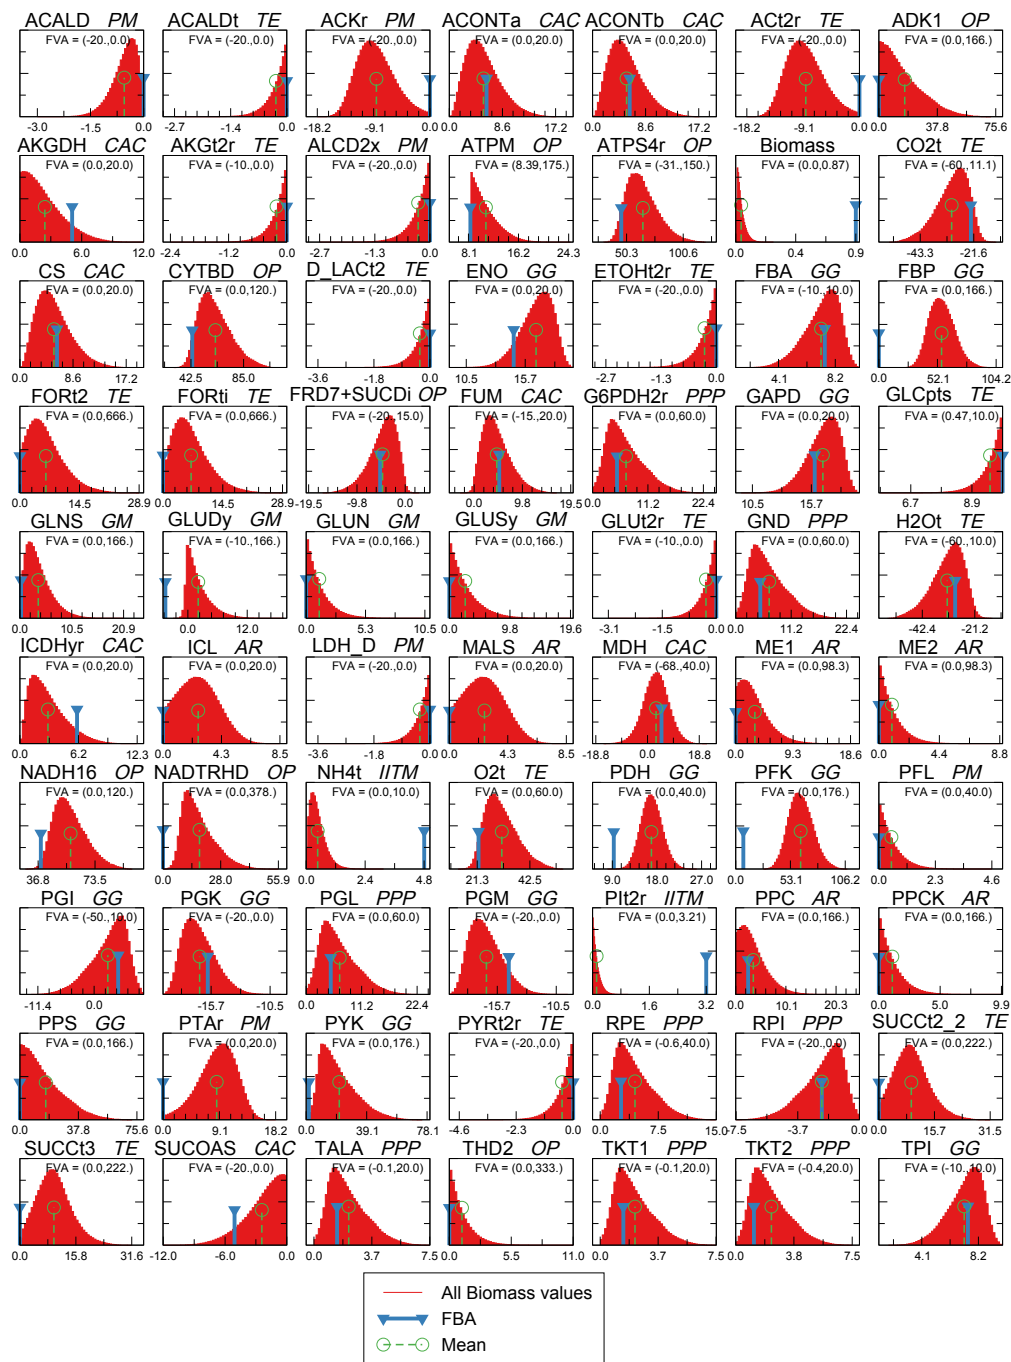 ACALD PM ACALDt TE ACKr PM ACONTa CAC ACONTb CAC ACt2r TE ADK1 OP
FVA = (-20.,0.0) FVA = (-20.,0.0) FVA = (-20.,0.0) FVA = (0.0,20.0) FVA = (0.0,20.0) FVA = (-20.,0.0) FVA = (0.0,166.)
-3.0 -1.5 0.0 -2.7 -1.4 0.0 -18.2 -9.1 0.0 0.0 8.6 17.2 0.0 8.6 17.2 -18.2 -9.1 0.0 0.0 37.8 75.6
AKGDH CAC AKGt2r TE ALCD2x PM ATPM OP ATPS4r OP Biomass CO2t TE
FVA = (0.0,20.0) FVA = (-10.,0.0) FVA = (-20.,0.0) FVA = (8.39,175.) FVA = (-31.,150.) FVA = (0.0,0.87) FVA = (-60.,11.1)
0.0 6.0 12.0 -2.4 -1.2 0.0 -2.7 -1.3 0.0 8.1 16.2 24.3 50.3 100.6 0.0 0.4 0.9 -43.3 -21.6
CS CAC CYTBD OP D_LACt2 TE ENO GG ETOHt2r TE FBA GG FBP GG
FVA = (0.0,20.0) FVA = (0.0,120.) FVA = (-20.,0.0) FVA = (0.0,20.0) FVA = (-20.,0.0) FVA = (-10.,10.0) FVA = (0.0,166.)
0.0 8.6 17.2 42.5 85.0 -3.6 -1.8 0.0 10.5 15.7 -2.7 -1.3 0.0 4.1 8.2 0.0 52.1 104.2
FORt2 TE FORti TE FRD7+SUCDi OP FUM CAC G6PDH2r PPP GAPD GG GLCpts TE
FVA = (0.0,666.) FVA = (0.0,666.) FVA = (-20.,15.0) FVA = (-15.,20.0) FVA = (0.0,60.0) FVA = (0.0,20.0) FVA = (0.47,10.0)
0.0 14.5 28.9 0.0 14.5 28.9 -19.5 -9.8 0.0 0.0 9.8 19.5 0.0 11.2 22.4 10.5 15.7 6.7 8.9
GLNS GM GLUDy GM GLUN GM GLUSy GM GLUt2r TE GND PPP H2Ot TE
FVA = (0.0,166.) FVA = (-10.,166.) FVA = (0.0,166.) FVA = (0.0,166.) FVA = (-10.,0.0) FVA = (0.0,60.0) FVA = (-60.,10.0)
0.0 10.5 20.9 0.0 12.0 0.0 5.3 10.5 0.0 9.8 19.6 -3.1 -1.5 0.0 0.0 11.2 22.4 -42.4 -21.2
ICDHyr CAC ICL AR LDH_D PM MALS AR MDH CAC ME1 AR ME2 AR
FVA = (0.0,20.0) FVA = (0.0,20.0) FVA = (-20.,0.0) FVA = (0.0,20.0) FVA = (-68.,40.0) FVA = (0.0,98.3) FVA = (0.0,98.3)
0.0 6.2 12.3 0.0 4.3 8.5 -3.6 -1.8 0.0 0.0 4.3 8.5 -18.8 0.0 18.8 0.0 9.3 18.6 0.0 4.4 8.8
NADH16 OP NADTRHD OP NH4t IITM O2t TE PDH GG PFK GG PFL PM
FVA = (0.0,120.) FVA = (0.0,378.) FVA = (0.0,10.0) FVA = (0.0,60.0) FVA = (0.0,40.0) FVA = (0.0,176.) FVA = (0.0,40.0)
36.8 73.5 0.0 28.0 55.9 0.0 2.4 4.8 21.3 42.5 9.0 18.0 27.0 0.0 53.1 106.2 0.0 2.3 4.6
PGI GG PGK GG PGL PPP PGM GG PIt2r IITM PPC AR PPCK AR
FVA = (-50.,10.0) FVA = (-20.,0.0) FVA = (0.0,60.0) FVA = (-20.,0.0) FVA = (0.0,3.21) FVA = (0.0,166.) FVA = (0.0,166.)
-11.4 0.0 -15.7 -10.5 0.0 11.2 22.4 -15.7 -10.5 0.0 1.6 3.2 0.0 10.1 20.3 0.0 5.0 9.9
PPS GG PTAr PM PYK GG PYRt2r TE RPE PPP RPI PPP SUCCt2_2 TE
FVA = (0.0,166.) FVA = (0.0,20.0) FVA = (0.0,176.) FVA = (-20.,0.0) FVA = (-0.6,40.0) FVA = (-20.,0.0) FVA = (0.0,222.)
0.0 37.8 75.6 0.0 9.1 18.2 39.1 78.1 -4.6 -2.3 0.0 0.0 7.5 15.0 -7.5 -3.7 0.0 0.0 15.7 31.5
SUCCt3 TE SUCOAS CAC TALA PPP THD2 OP TKT1 PPP TKT2 PPP TPI GG
FVA = (0.0,222.) FVA = (-20.,0.0) FVA = (-0.1,20.0) FVA = (0.0,333.) FVA = (-0.1,20.0) FVA = (-0.4,20.0) FVA = (-10.,10.0)
0.0 15.8 31.6 -12.0 -6.0 0.0 0.0 3.7 7.5 0.0 5.5 11.0 0.0 3.7 7.5 0.0 3.8 7.5 4.1 8.2
All Biomass values
FBA
Mean